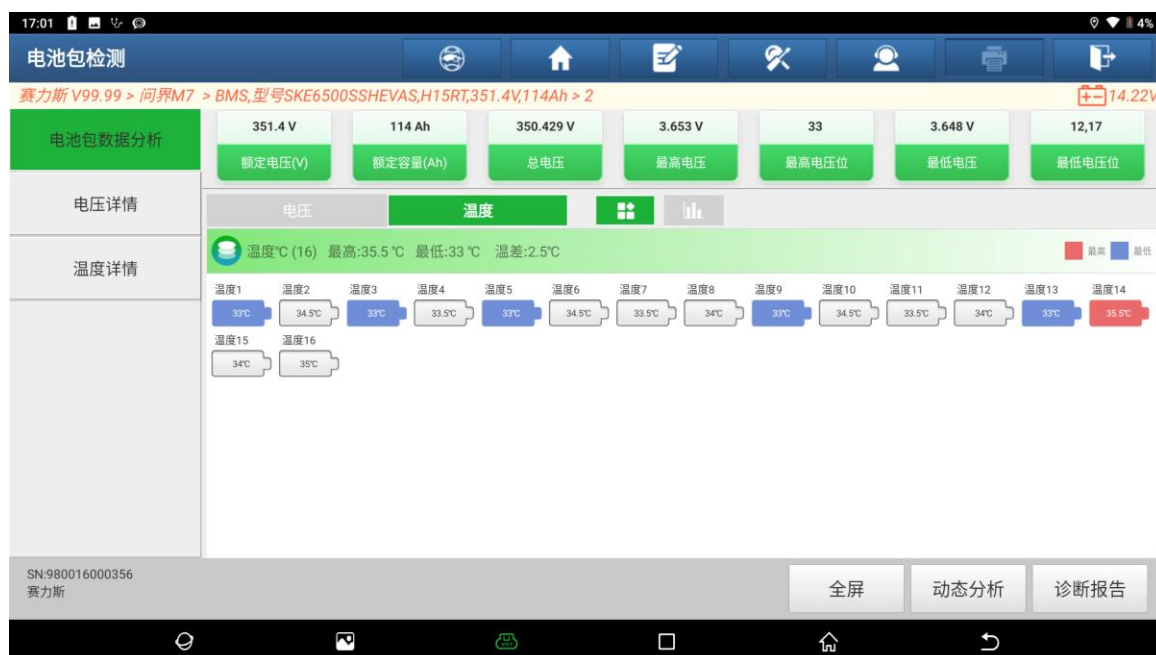 17:01 4%
电池包检测
赛力斯 V99.99 > 问界M7 > BMS,型号SKE6500SSHEVAS,H15RT,351.4V,114Ah > 2 14.22V
电池包数据分析
电压详情
温度详情
351.4 V 114 Ah 350.429 V 3.653 V 33 3.648 V 12,17
额定电压(V) 额定容量(Ah) 总电压 最高电压 最高电压位 最低电压 最低电压位
电压 温度
温度℃ (16) 最高:35.5 ℃ 最低:33 ℃ 温差:2.5℃ 最高 最低
温度1 温度2 温度3 温度4 温度5 温度6 温度7 温度8 温度9 温度10 温度11 温度12 温度13 温度14
33℃ 34.5℃ 33℃ 33.5℃ 33℃ 34.5℃ 33.5℃ 34℃ 33℃ 34.5℃ 33.5℃ 34℃ 33℃ 35.5℃
温度15 温度16
34℃ 35℃
SN:980016000356
赛力斯
全屏 动态分析 诊断报告